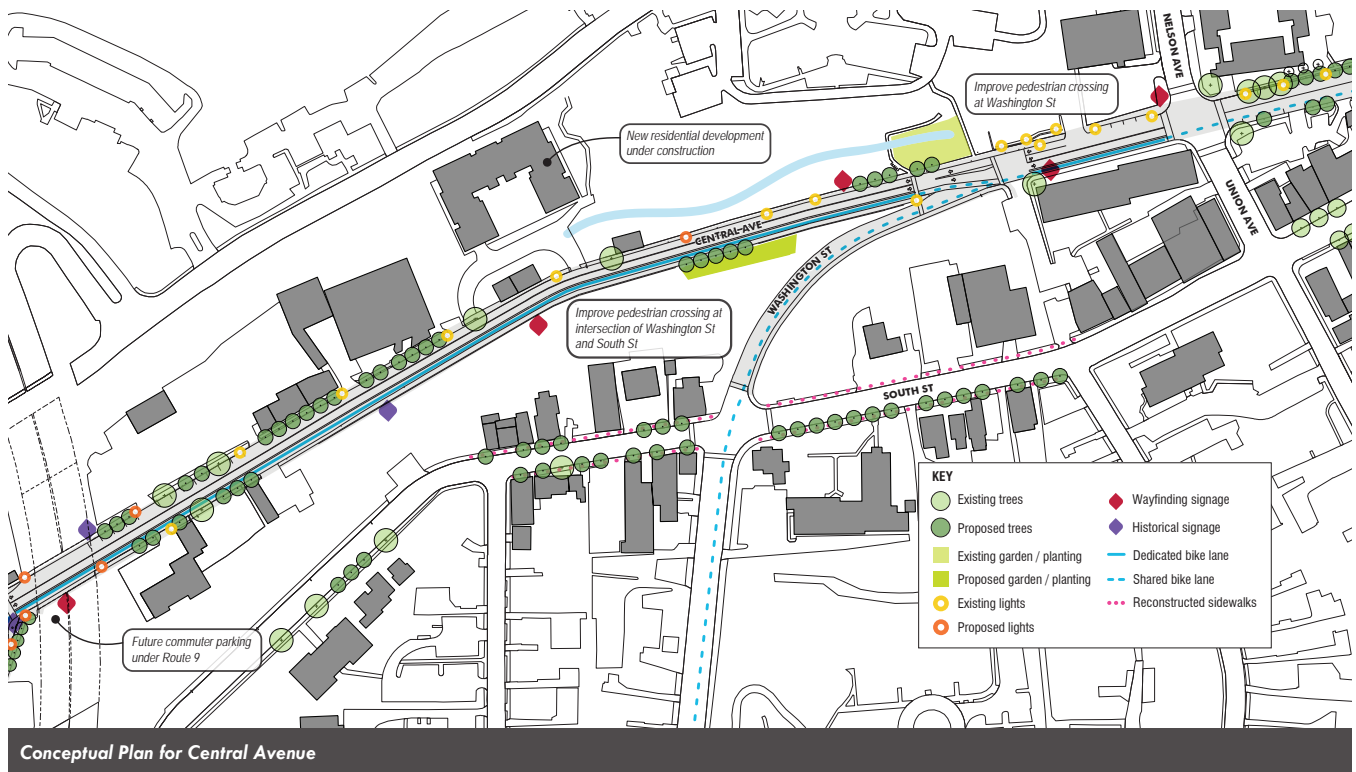 NELSON AVE
Improve pedestrian crossing
at Washington St
New residential development
under construction
CENTRAL AVE
WASHINGTON ST
UNION AVE
Improve pedestrian crossing at
intersection of Washington St
and South St
SOUTH ST
KEY
Existing trees
Proposed trees
Existing garden / planting
Proposed garden / planting
Existing lights
Proposed lights
Wayfinding signage
Historical signage
Dedicated bike lane
Shared bike lane
Reconstructed sidewalks
Future commuter parking
under Route 9
Conceptual Plan for Central Avenue